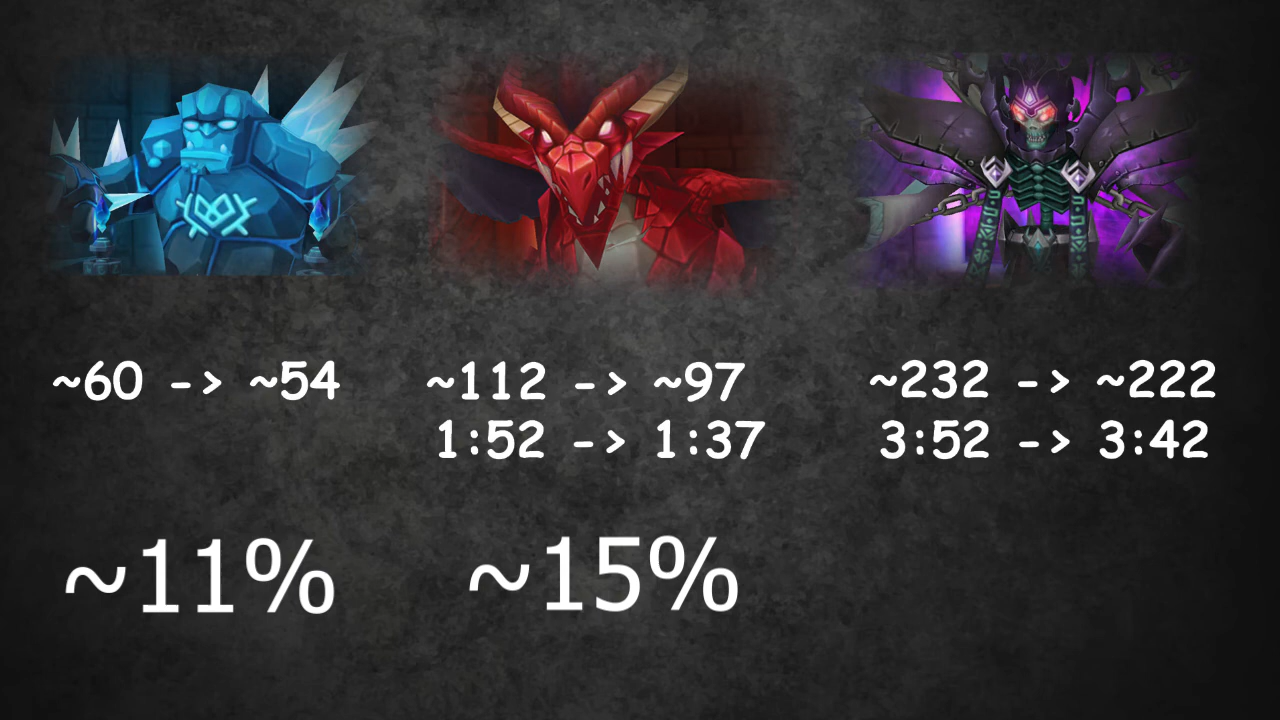 ~60 -> ~54
~112 -> ~97
1:52 -> 1:37
~232 -> ~222
3:52 -> 3:42
~11%
~15%